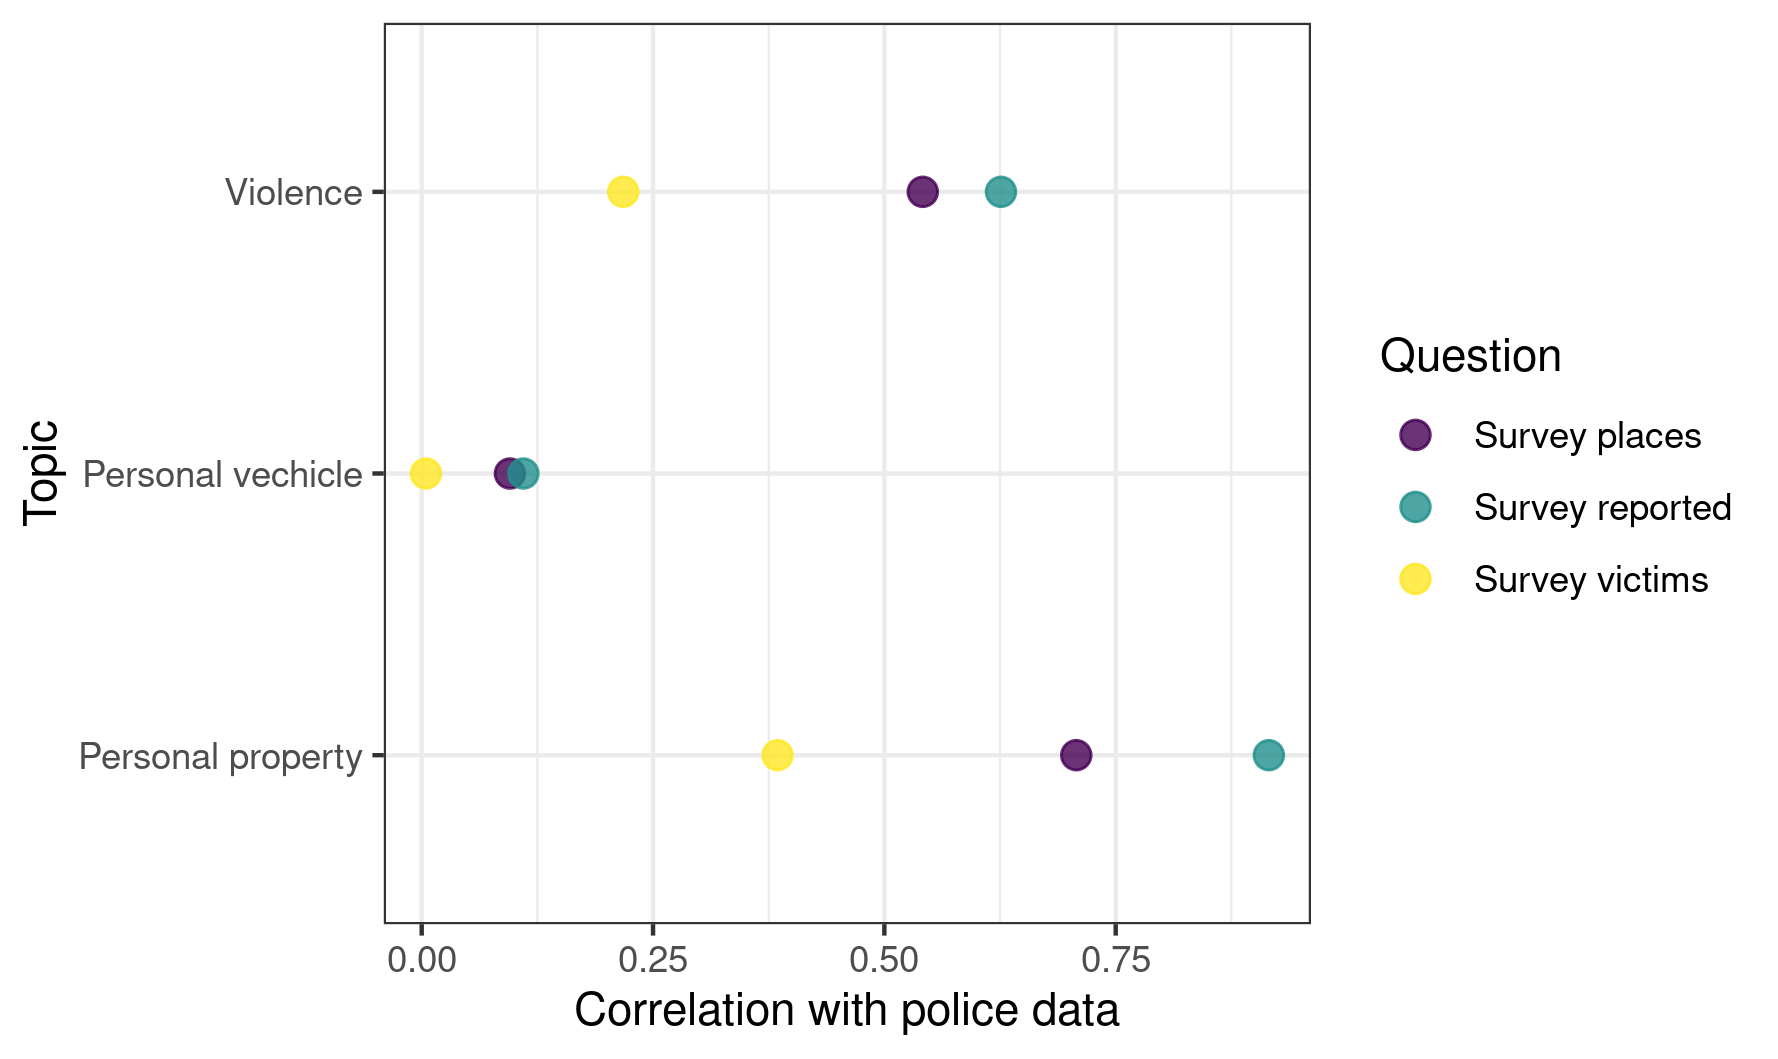 Violence
Personal vechicle
Personal property
Topic
0.00
0.25
0.50
0.75
Correlation with police data
Question
Survey places
Survey reported
Survey victims